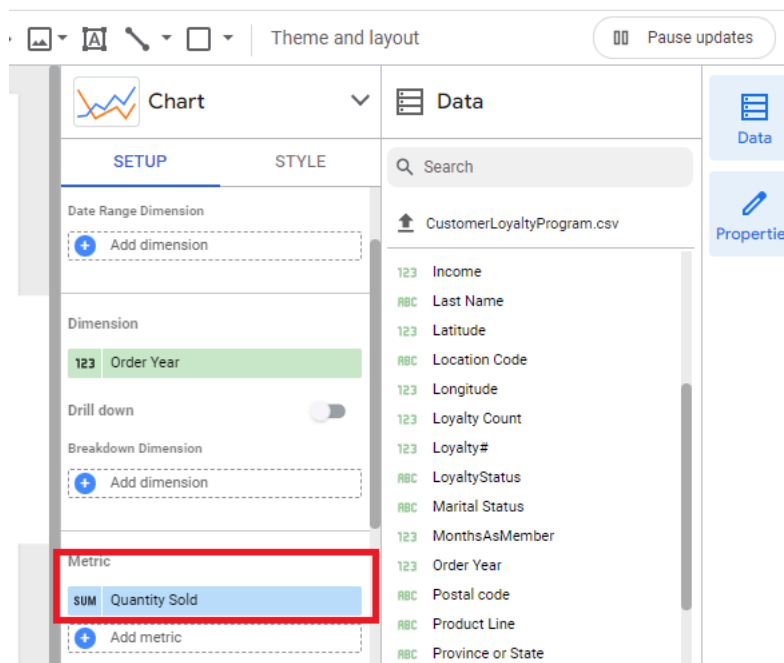 Theme and layout
Pause updates
Chart
SETUP
STYLE
Date Range Dimension
Add dimension
Dimension
123 Order Year
Drill down
Breakdown Dimension
Add dimension
Metric
SUM Quantity Sold
Add metric
Data
Search
CustomerLoyaltyProgram.csv
123 Income
ABC Last Name
123 Latitude
ABC Location Code
123 Longitude
123 Loyalty Count
123 Loyalty#
ABC LoyaltyStatus
ABC Marital Status
123 MonthsAsMember
123 Order Year
ABC Postal code
ABC Product Line
ABC Province or State
Data
Propertie